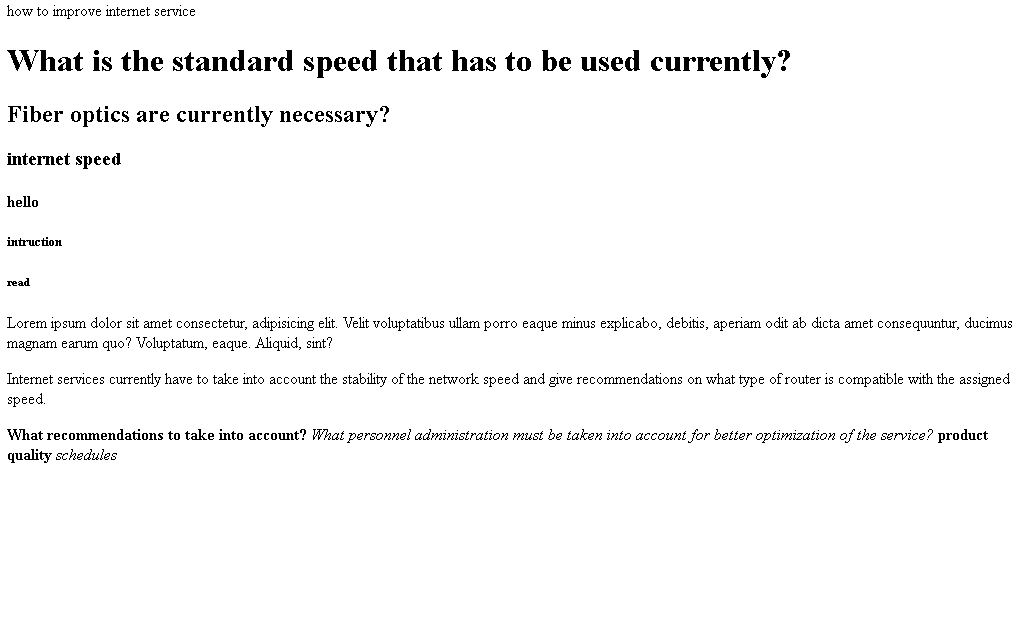 how to improve internet service
What is the standard speed that has to be used currently?
Fiber optics are currently necessary?
internet speed
hello
intruction
read
Lorem ipsum dolor sit amet consectetur, adipisicing elit. Velit voluptatibus ullam porro eaque minus explicabo, debitis, aperiam odit ab dicta amet consequuntur, ducimus
magnam earum quo? Voluptatum, eaque. Aliquid, sint?
Internet services currently have to take into account the stability of the network speed and give recommendations on what type of router is compatible with the assigned
speed.
What recommendations to take into account? What personnel administration must be taken into account for better optimization of the service? product
quality schedules